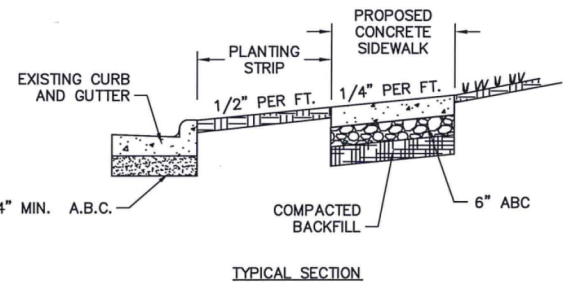 PROPOSED
CONCRETE
SIDEWALK
PLANTING
STRIP
EXISTING CURB
AND GUTTER
1/2" PER FT.
1/4" PER FT.
4" MIN. A.B.C.
COMPACTED
BACKFILL
6" ABC
TYPICAL SECTION